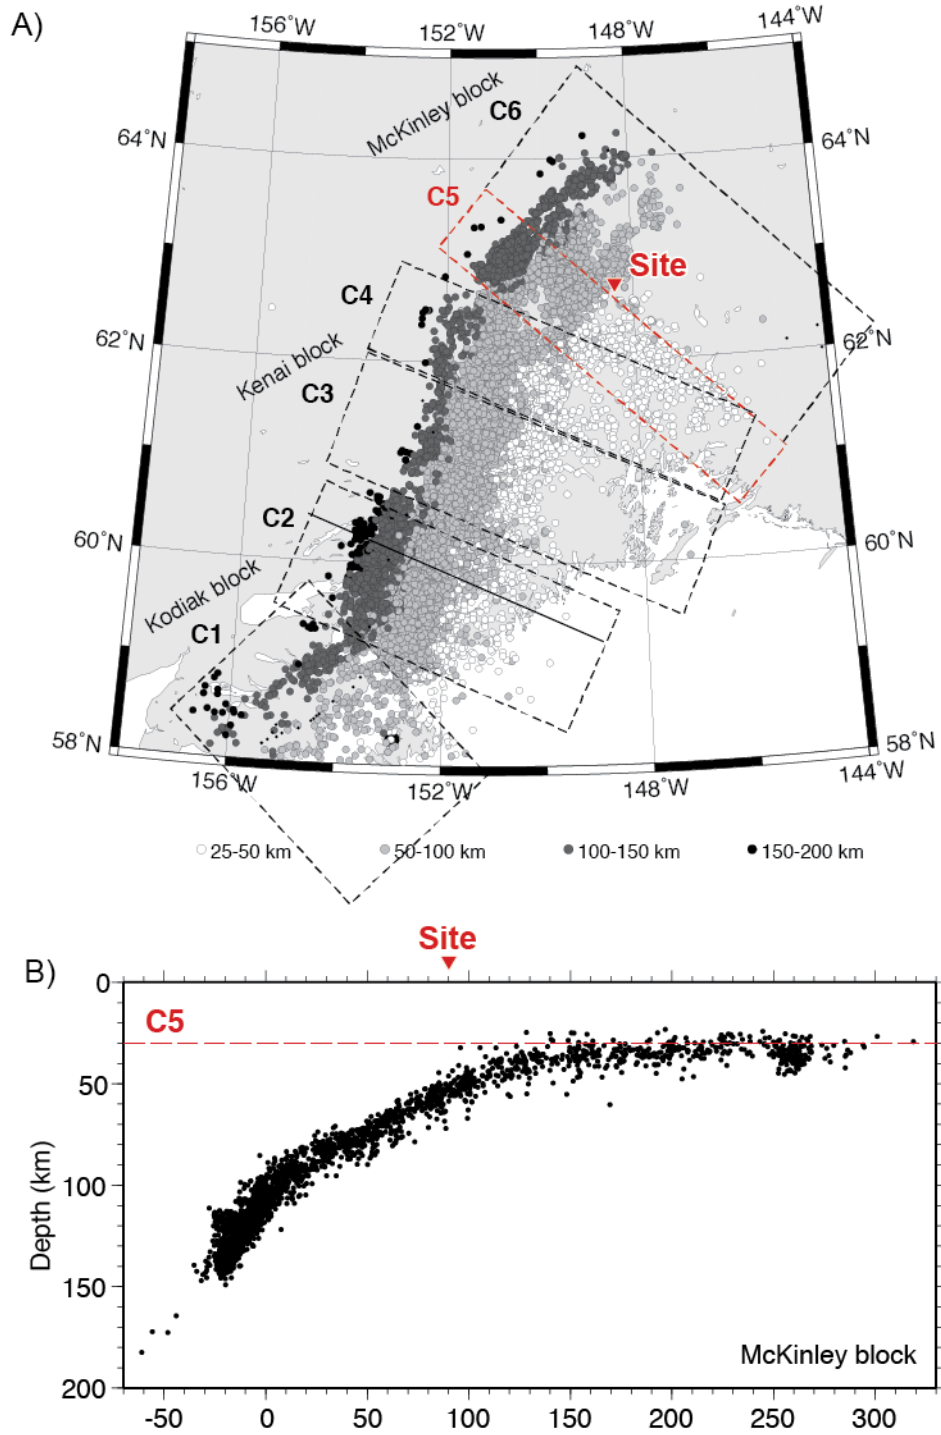 A)
156˚W
152˚W
148˚W
144˚W
McKinley block
C6
64˚N
64˚N
C5
Site
C4
62˚N
62˚N
Kenai block
C3
C2
60˚N
60˚N
Kodiak block
C1
58˚N
58˚N
156˚W
152˚W
148˚W
144˚W
25-50 km
50-100 km
100-150 km
150-200 km
Site
B)
0
C5
50
100
Depth (km)
150
McKinley block
200
-50
0
50
100
150
200
250
300